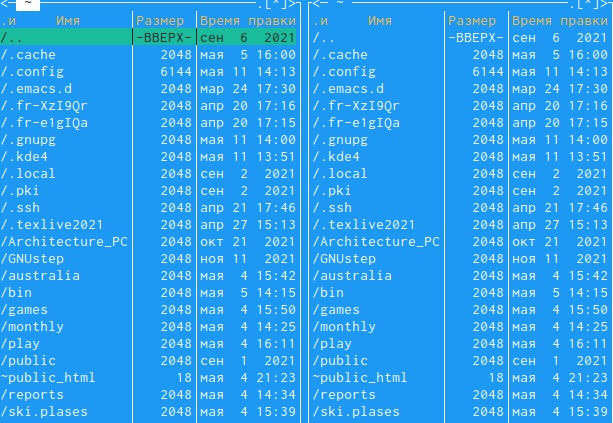 <─ ~ ─.[^]>
.и Имя Размер Время правки
/.. -ВВЕРХ- сен 6 2021
/.cache 2048 мая 5 16:00
/.config 6144 мая 11 14:13
/.emacs.d 2048 мар 24 17:30
/.fr-XzI9Qr 2048 апр 20 17:16
/.fr-e1gIQa 2048 апр 20 17:15
/.gnupg 2048 мая 11 14:00
/.kde4 2048 мая 11 13:51
/.local 2048 сен 2 2021
/.pki 2048 сен 2 2021
/.ssh 2048 апр 21 17:46
/.texlive2021 2048 апр 27 15:13
/Architecture_PC 2048 окт 21 2021
/GNUstep 2048 ноя 11 2021
/australia 2048 мая 4 15:42
/bin 2048 мая 5 14:15
/games 2048 мая 4 15:50
/monthly 2048 мая 4 14:25
/play 2048 мая 4 16:11
/public 2048 сен 1 2021
~public_html 18 мая 4 21:23
/reports 2048 мая 4 14:34
/ski.plases 2048 мая 4 15:39
<─ ~ ─.[^]>
.и Имя Размер Время правки
/.. -ВВЕРХ- сен 6 2021
/.cache 2048 мая 5 16:00
/.config 6144 мая 11 14:13
/.emacs.d 2048 мар 24 17:30
/.fr-XzI9Qr 2048 апр 20 17:16
/.fr-e1gIQa 2048 апр 20 17:15
/.gnupg 2048 мая 11 14:00
/.kde4 2048 мая 11 13:51
/.local 2048 сен 2 2021
/.pki 2048 сен 2 2021
/.ssh 2048 апр 21 17:46
/.texlive2021 2048 апр 27 15:13
/Architecture_PC 2048 окт 21 2021
/GNUstep 2048 ноя 11 2021
/australia 2048 мая 4 15:42
/bin 2048 мая 5 14:15
/games 2048 мая 4 15:50
/monthly 2048 мая 4 14:25
/play 2048 мая 4 16:11
/public 2048 сен 1 2021
~public_html 18 мая 4 21:23
/reports 2048 мая 4 14:34
/ski.plases 2048 мая 4 15:39